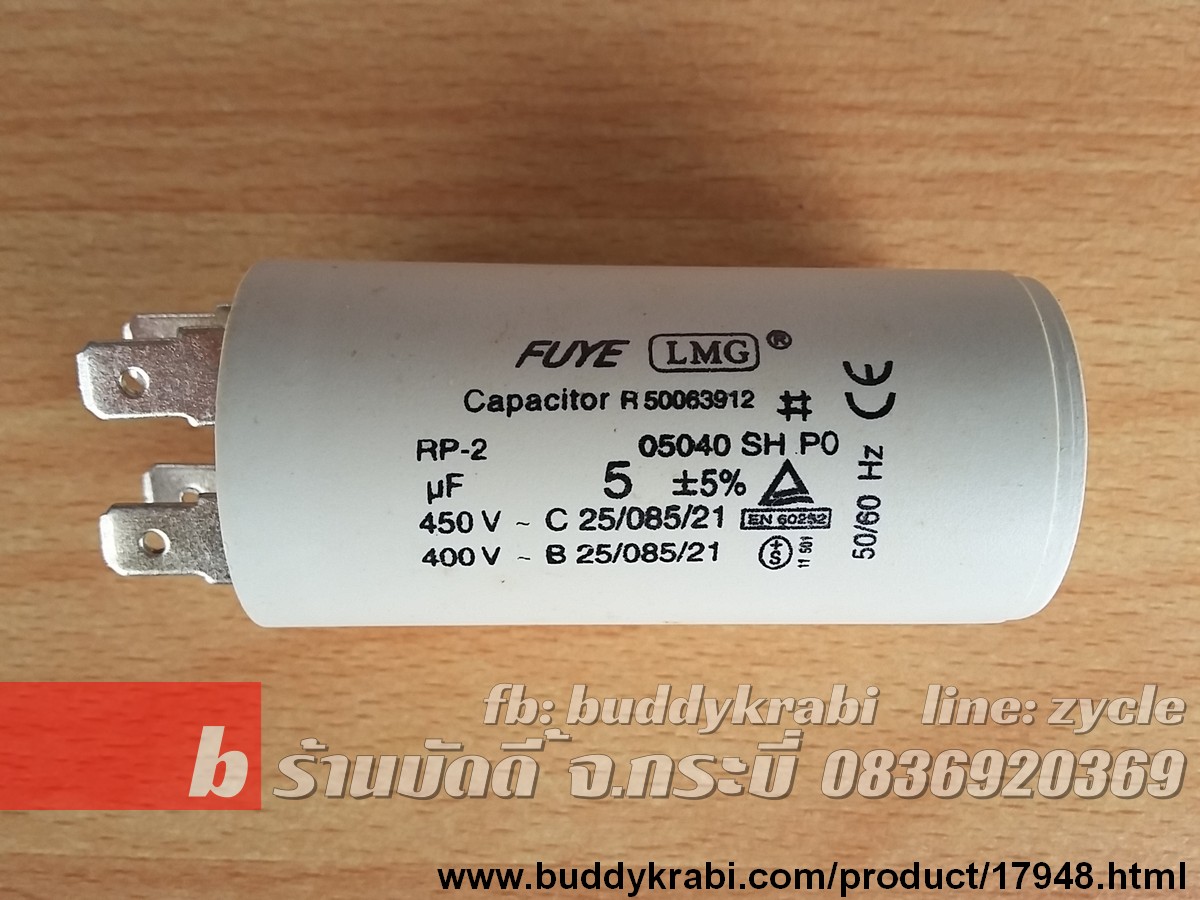 FUYE LMG ®
Capacitor R 50063912
RP-2 05040 SH P0
µF 5 ±5%
450 V ~ C 25/085/21 EN 60252
400 V ~ B 25/085/21
CE
50/60 Hz
fb: buddykrabi line: zycle
b ร้านบัดดี้ จ.กระบี่ 0836920369
www.buddykrabi.com/product/17948.html